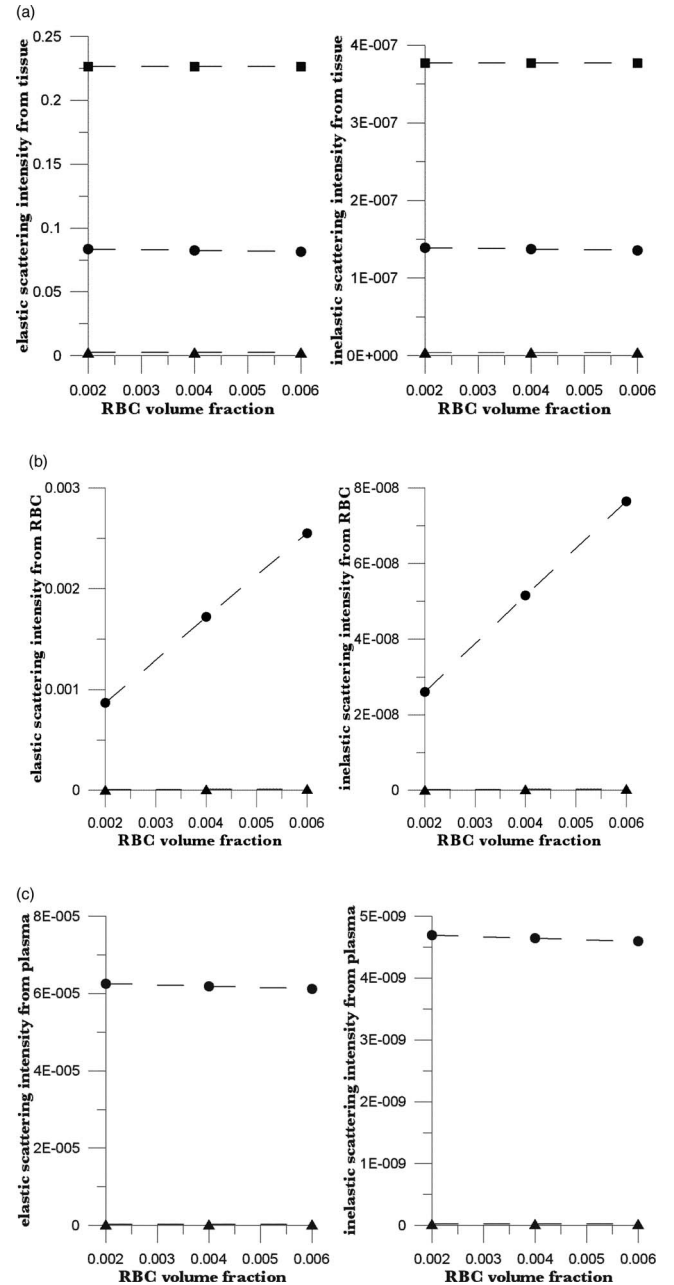 (a)
elastic scattering intensity from tissue
0.25
0.2
0.15
0.1
0.05
0
0.002 0.003 0.004 0.005 0.006
RBC volume fraction
inelastic scattering intensity from tissue
4E-007
3E-007
2E-007
1E-007
0E+000
0.002 0.003 0.004 0.005 0.006
RBC volume fraction
(b)
elastic scattering intensity from RBC
0.003
0.002
0.001
0
0.002 0.003 0.004 0.005 0.006
RBC volume fraction
inelastic scattering intensity from RBC
8E-008
6E-008
4E-008
2E-008
0
0.002 0.003 0.004 0.005 0.006
RBC volume fraction
(c)
elastic scattering intensity from plasma
8E-005
6E-005
4E-005
2E-005
0
0.002 0.003 0.004 0.005 0.006
RBC volume fraction
inelastic scattering intensity from plasma
5E-009
4E-009
3E-009
2E-009
1E-009
0
0.002 0.003 0.004 0.005 0.006
RBC volume fraction